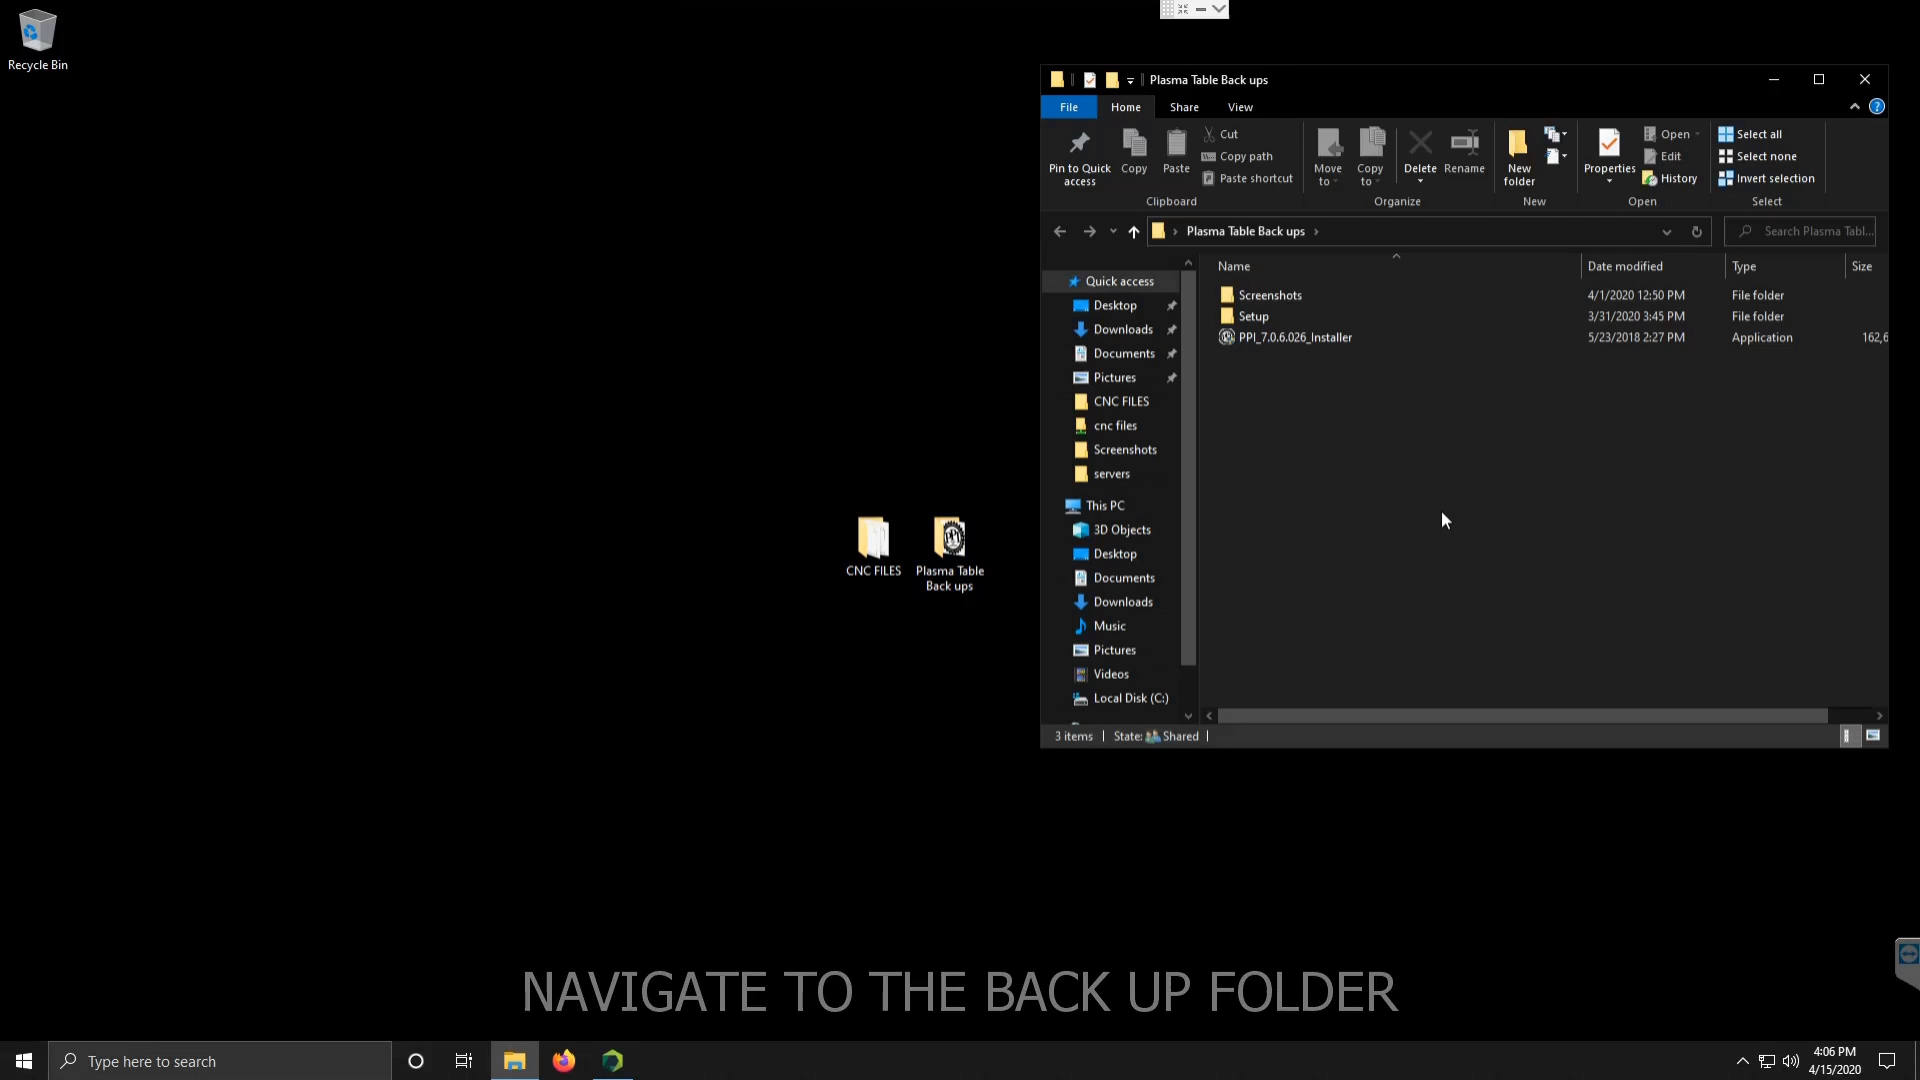 Recycle Bin
Plasma Table Back ups
File Home Share View
Pin to Quick access
Copy
Paste
Cut
Copy path
Paste shortcut
Clipboard
Move to
Copy to
Delete
Rename
Organize
New folder
New
Properties
Open
Edit
History
Open
Select all
Select none
Invert selection
Select
Plasma Table Back ups
Search Plasma Tabl...
Name Date modified Type Size
Screenshots 4/1/2020 12:50 PM File folder
Setup 3/31/2020 3:45 PM File folder
PPI_7.0.6.026_Installer 5/23/2018 2:27 PM Application 162,6
Quick access
Desktop
Downloads
Documents
Pictures
CNC FILES
cnc files
Screenshots
servers
This PC
3D Objects
Desktop
Documents
Downloads
Music
Pictures
Videos
Local Disk (C:)
3 items State: Shared
CNC FILES
Plasma Table
Back ups
NAVIGATE TO THE BACK UP FOLDER
Type here to search
4:06 PM
4/15/2020